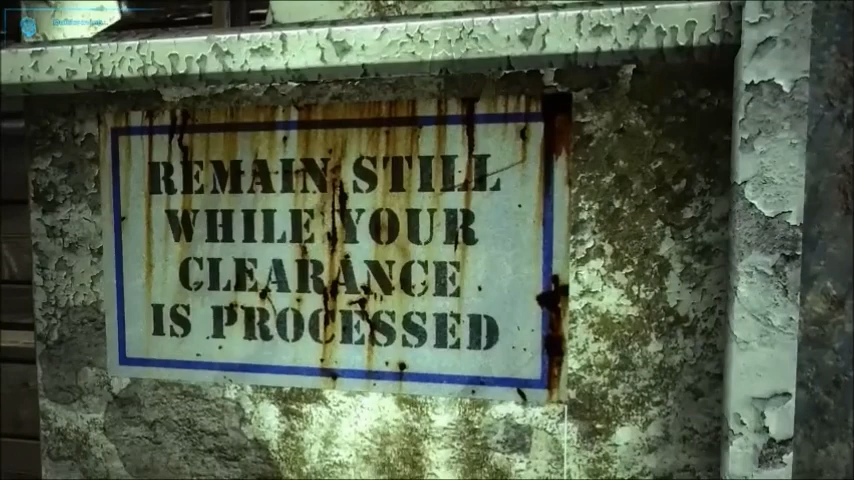 REMAIN STILL
WHILE YOUR
CLEARANCE
IS PROCESSED